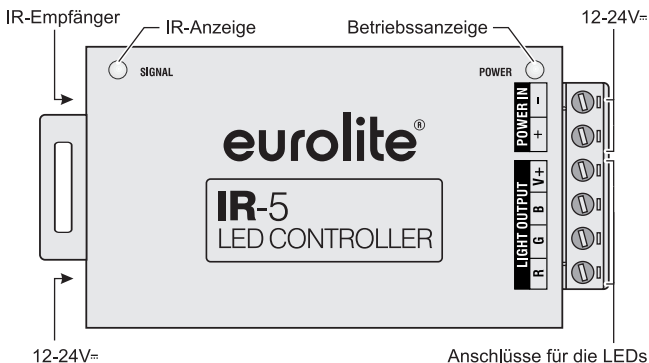 IR-Empfänger
IR-Anzeige
Betriebssanzeige
12-24V⎓
SIGNAL
POWER
POWER IN
-
+
eurolite®
IR-5
LED CONTROLLER
LIGHT OUTPUT
V+
B
G
R
12-24V⎓
Anschlüsse für die LEDs